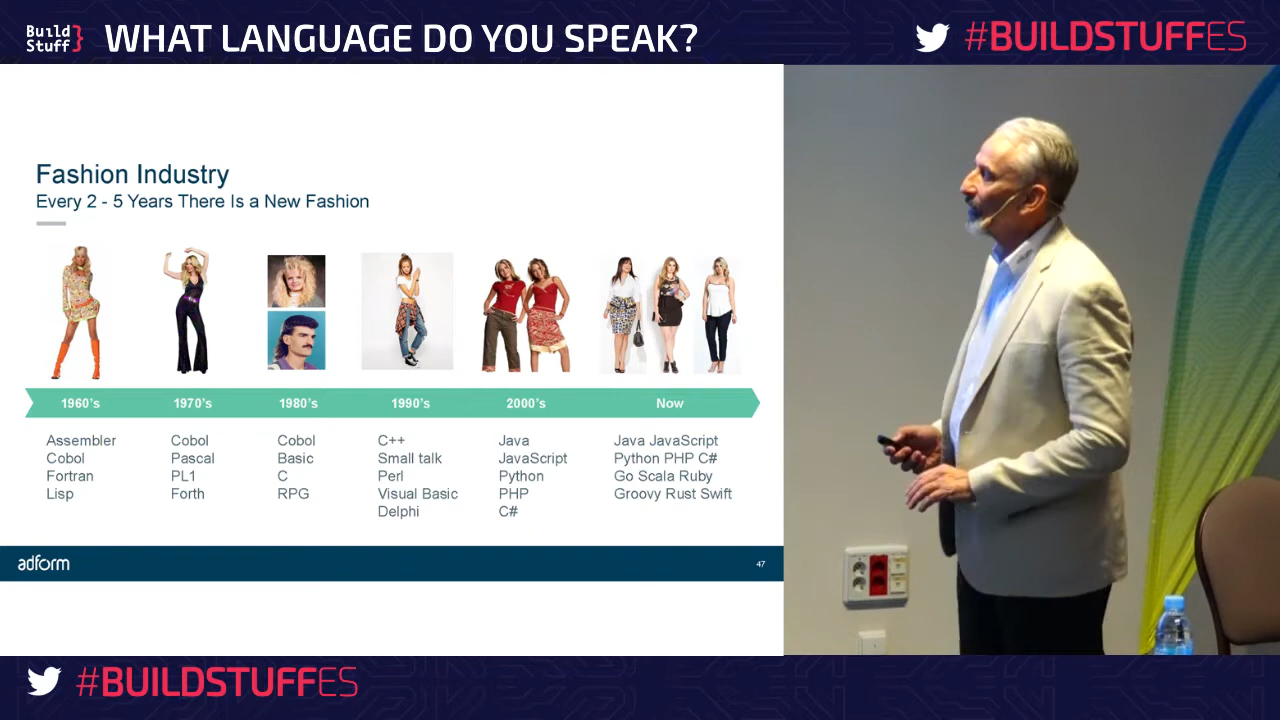 Build Stuff} WHAT LANGUAGE DO YOU SPEAK?
#BUILDSTUFFES
Fashion Industry
Every 2 - 5 Years There Is a New Fashion
1960's 1970's 1980's 1990's 2000's Now
Assembler Cobol Cobol C++ Java Java JavaScript
Cobol Pascal Basic Small talk JavaScript Python PHP C#
Fortran PL1 C Perl Python Go Scala Ruby
Lisp Forth RPG Visual Basic PHP Groovy Rust Swift
Delphi C#
adform 47
#BUILDSTUFFES